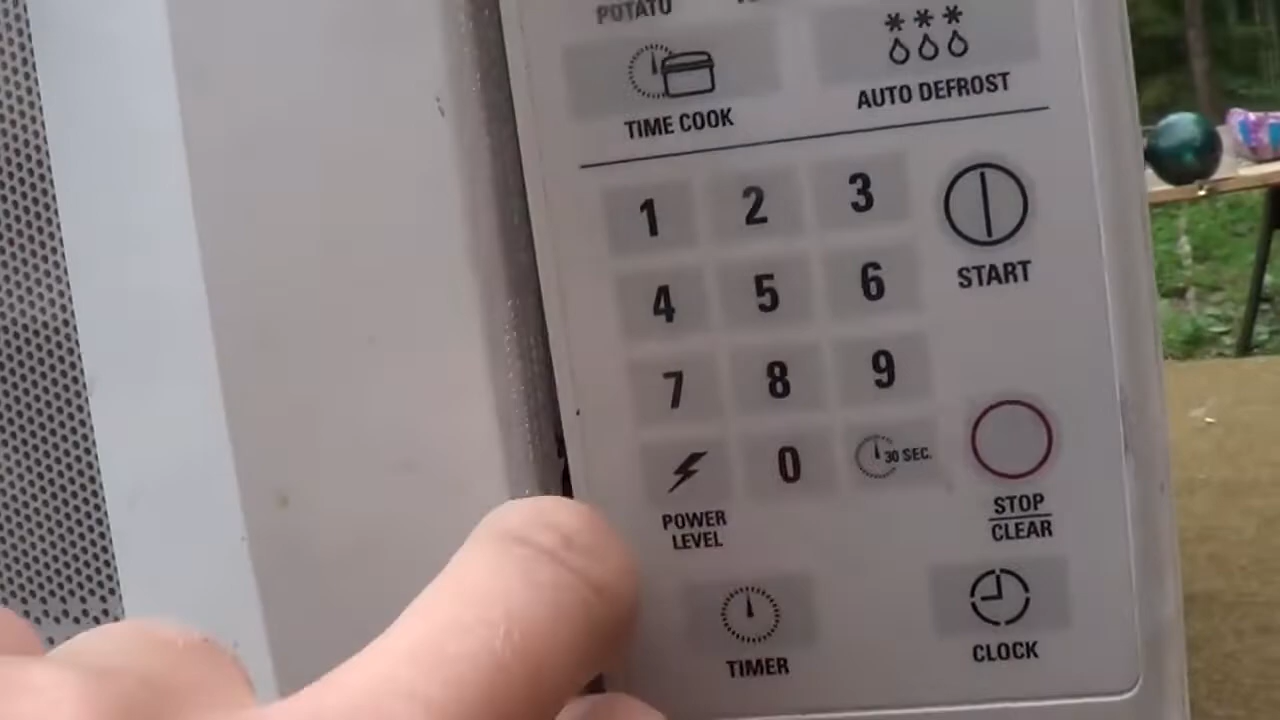 POTATO
TIME COOK
AUTO DEFROST
1 2 3
START
4 5 6
7 8 9
0 30 SEC.
POWER
LEVEL
STOP
CLEAR
TIMER
CLOCK